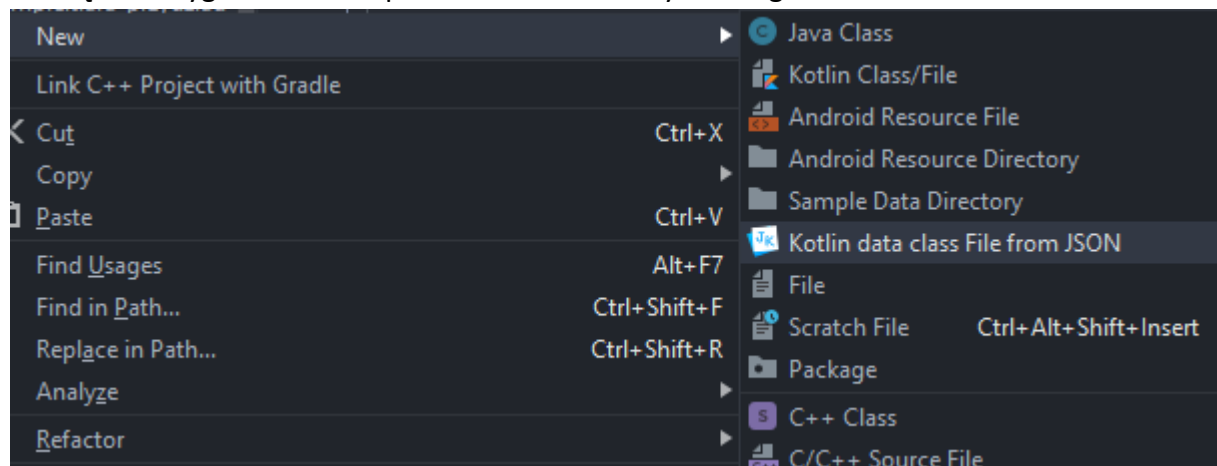 New
Link C++ Project with Gradle
Cut Ctrl+X
Copy
Paste Ctrl+V
Find Usages Alt+F7
Find in Path... Ctrl+Shift+F
Replace in Path... Ctrl+Shift+R
Analyze
Refactor
Java Class
Kotlin Class/File
Android Resource File
Android Resource Directory
Sample Data Directory
Kotlin data class File from JSON
File
Scratch File Ctrl+Alt+Shift+Insert
Package
C++ Class
C/C++ Source File